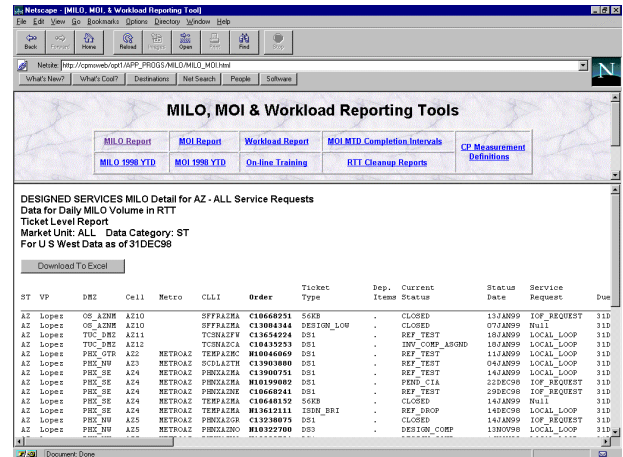 Netscape - [MILO, MOI, & Workload Reporting Tool]
File Edit View Go Bookmarks Options Directory Window Help
Back Forward Home Reload Images Open Print Find Stop
Netsite: http://cpmsweb/opt1/APP_PROGS/MILO/MILO_MOI.html
What's New? What's Cool? Destinations Net Search People Software
N
MILO, MOI & Workload Reporting Tools
MILO Report MOI Report Workload Report MOI MTD Completion Intervals CP Measurement Definitions
MILO 1998 YTD MOI 1998 YTD On-line Training RTT Cleanup Reports
DESIGNED SERVICES MILO Detail for AZ - ALL Service Requests
Data for Daily MILO Volume in RTT
Ticket Level Report
Market Unit: ALL Data Category: ST
For U S West Data as of 31DEC98
Download To Excel
Ticket Dep. Current Status Service
ST VP DMZ Cell Metro CLLI Order Type Items Status Date Request Due
AZ Lopez OS_AZNM AZ10 SFFRAZMA C10668251 56KB . CLOSED 13JAN99 IOF_REQUEST 31D
AZ Lopez OS_AZNM AZ10 SFFRAZMA C13084344 DESIGN_LOW . CLOSED 07JAN99 Null 31D
AZ Lopez TUC_DMZ AZ11 TCSNAZFW C13654224 DS1 . REF_TEST 18JAN99 LOCAL_LOOP 31D
AZ Lopez TUC_DMZ AZ12 TCSNAZCA C10435253 DS1 . INV_COMP_ASGND 18JAN99 LOCAL_LOOP 31D
AZ Lopez PHX_GTR AZ2 METROAZ TEMPAZMC N10046069 DS1 . REF_TEST 11JAN99 LOCAL_LOOP 31D
AZ Lopez PHX_NW AZ3 METROAZ SCDLAZTH C13903880 DS1 . REF_TEST 04JAN99 LOCAL_LOOP 31D
AZ Lopez PHX_SE AZ4 METROAZ PHNXAZMA C13900751 DS1 . REF_TEST 14JAN99 LOCAL_LOOP 31D
AZ Lopez PHX_SE AZ4 METROAZ PHNXAZMA N10199082 DS1 . PEND_CIA 22DEC98 IOF_REQUEST 31D
AZ Lopez PHX_SE AZ4 METROAZ PHNXAZNE C10668241 DS1 . REF_TEST 29DEC98 IOF_REQUEST 31D
AZ Lopez PHX_SE AZ4 METROAZ TEMPAZMA C10648152 56KB . CLOSED 14JAN99 Null 31D
AZ Lopez PHX_SE AZ4 METROAZ TEMPAZMA N13612111 ISDN_BRI . REF_DROP 14DEC98 LOCAL_LOOP 31D
AZ Lopez PHX_NW AZ5 METROAZ PHNXAZGR C13238075 DS1 . CLOSED 14JAN99 LOCAL_LOOP 31D
AZ Lopez PHX_NW AZ5 METROAZ PHNXAZNO N10322700 DS3 . DESIGN_COMP 13NOV98 LOCAL_LOOP 31D
Document: Done